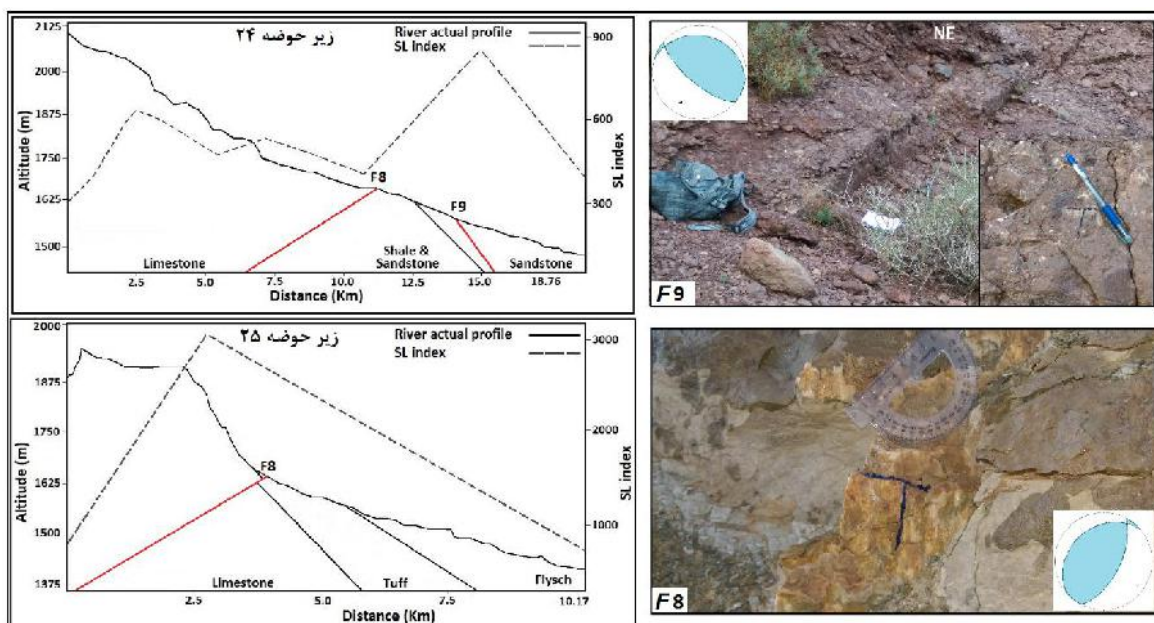 زیر حوضه ۲۴
River actual profile
SL index
2125
2000
1875
1750
1625
1500
Altitude (m)
900
600
300
SL index
F8
F9
Limestone
Shale &
Sandstone
Sandstone
2.5
5.0
7.5
10.0
12.5
15.0
18.76
Distance (Km)
NE
F9
زیر حوضه ۲۵
River actual profile
SL index
2000
1875
1750
1625
1500
1375
Altitude (m)
3000
2000
1000
SL index
F8
Limestone
Tuff
Flysch
2.5
5.0
7.5
10.17
Distance (Km)
F8